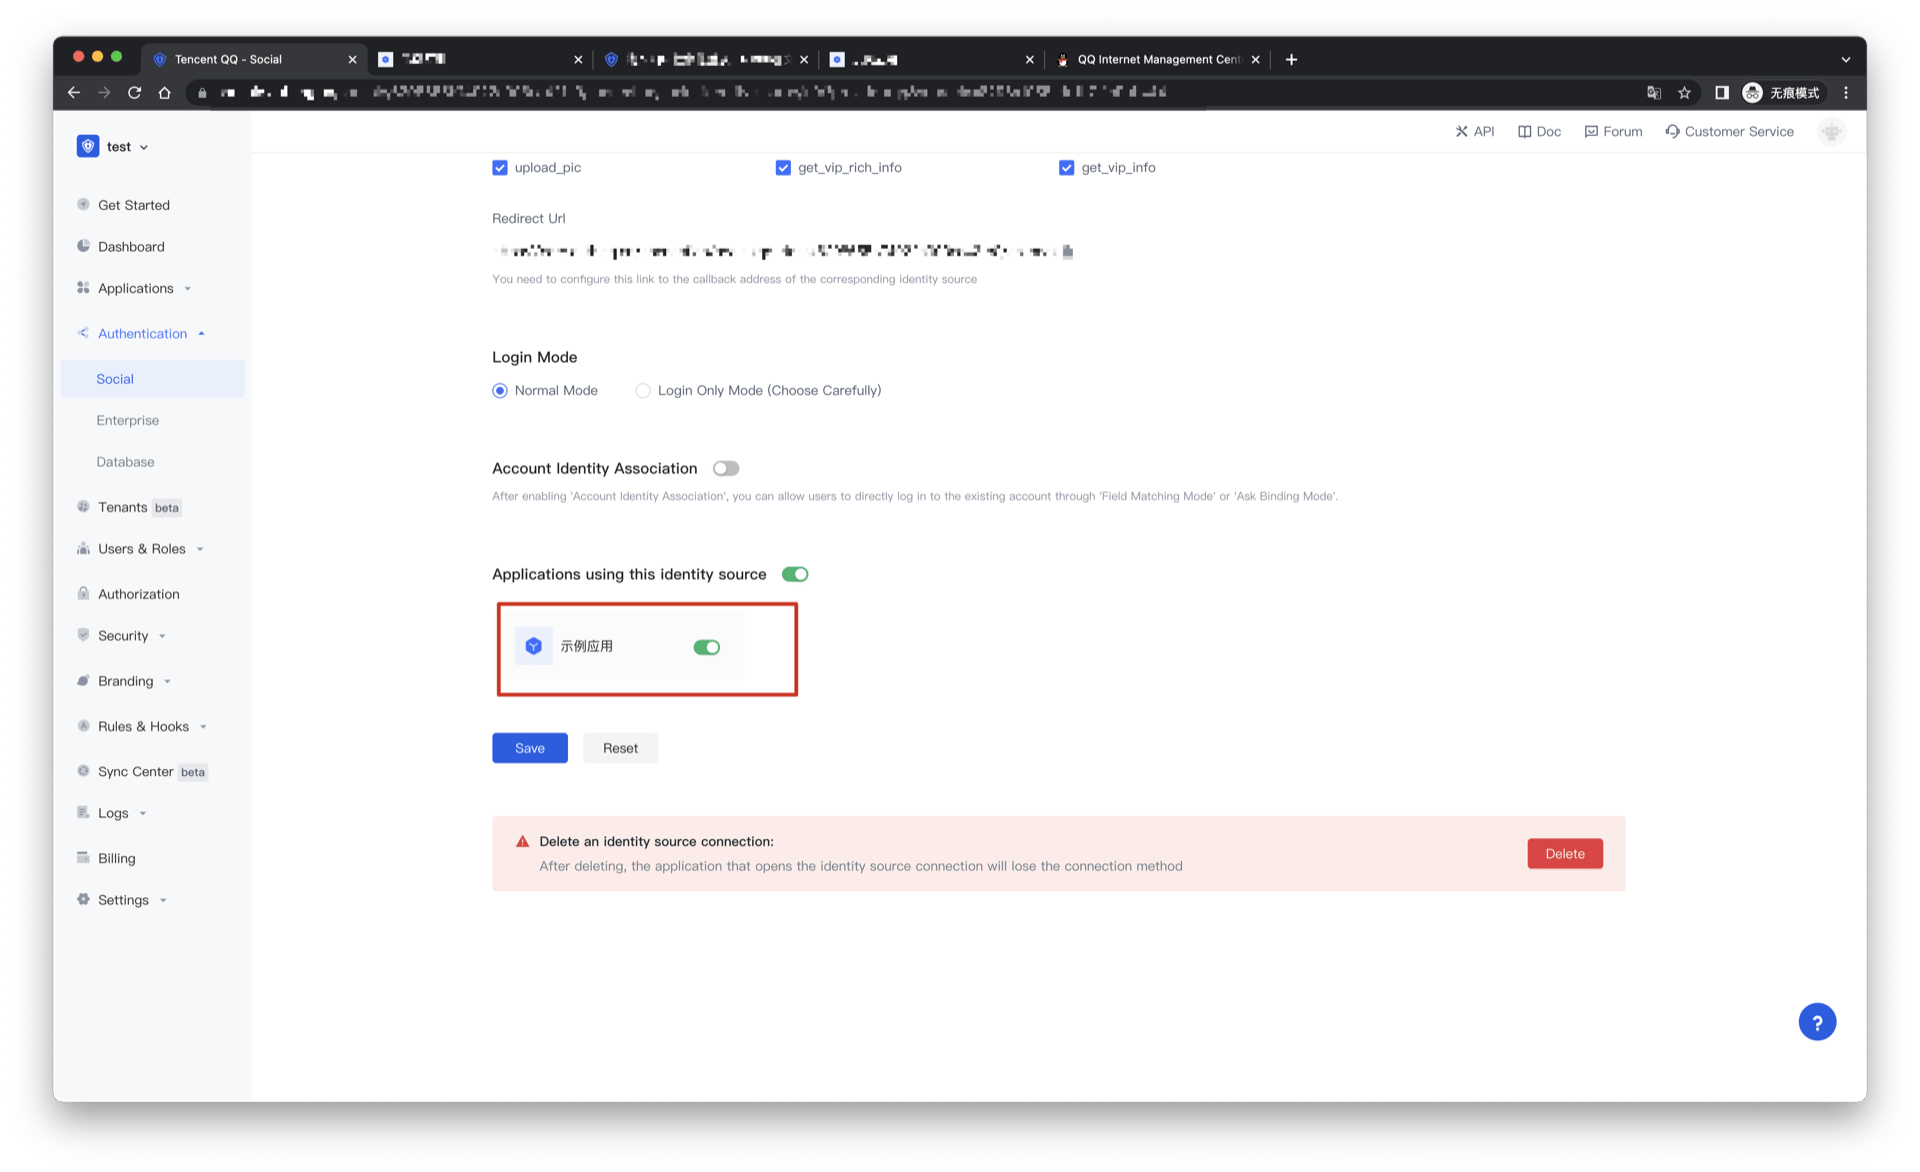 Tencent QQ - Social
QQ Internet Management Cent
无痕模式
test
API
Doc
Forum
Customer Service
Get Started
Dashboard
Applications
Authentication
Social
Enterprise
Database
Tenants beta
Users & Roles
Authorization
Security
Branding
Rules & Hooks
Sync Center beta
Logs
Billing
Settings
upload_pic
get_vip_rich_info
get_vip_info
Redirect Url
You need to configure this link to the callback address of the corresponding identity source
Login Mode
Normal Mode
Login Only Mode (Choose Carefully)
Account Identity Association
After enabling 'Account Identity Association', you can allow users to directly log in to the existing account through 'Field Matching Mode' or 'Ask Binding Mode'.
Applications using this identity source
示例应用
Save
Reset
Delete an identity source connection:
After deleting, the application that opens the identity source connection will lose the connection method
Delete
?